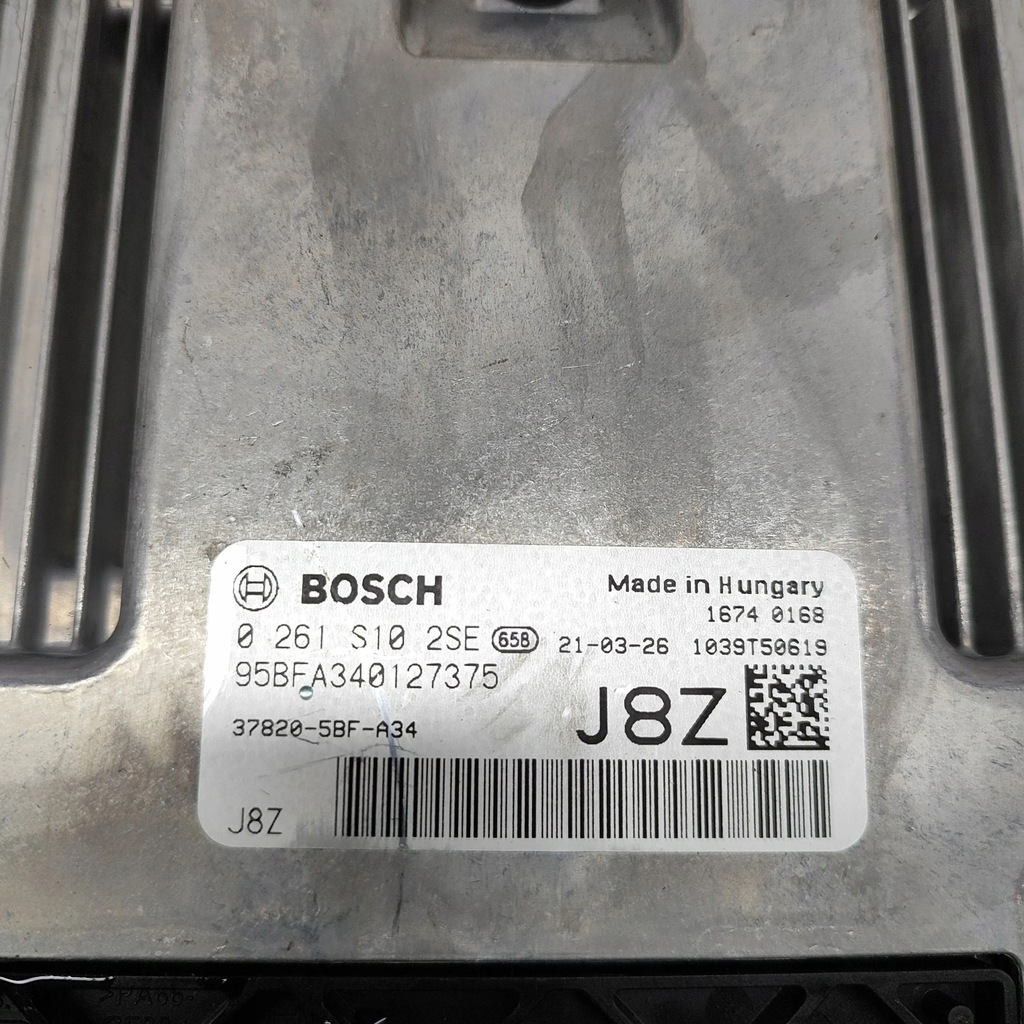 BOSCH
Made in Hungary
1674 0168
0 261 S10 2SE 658 21-03-26 1039T50619
95BFA340127375
37820-5BF-A34
J8Z
J8Z